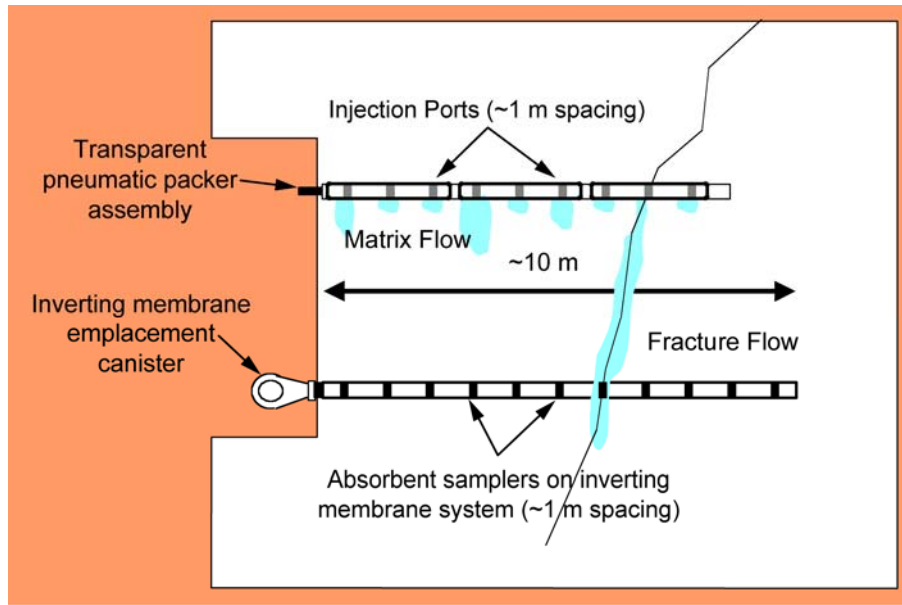 Injection Ports (~1 m spacing)
Transparent
pneumatic packer
assembly
Matrix Flow
~10 m
Inverting membrane
emplacement
canister
Fracture Flow
Absorbent samplers on inverting
membrane system (~1 m spacing)